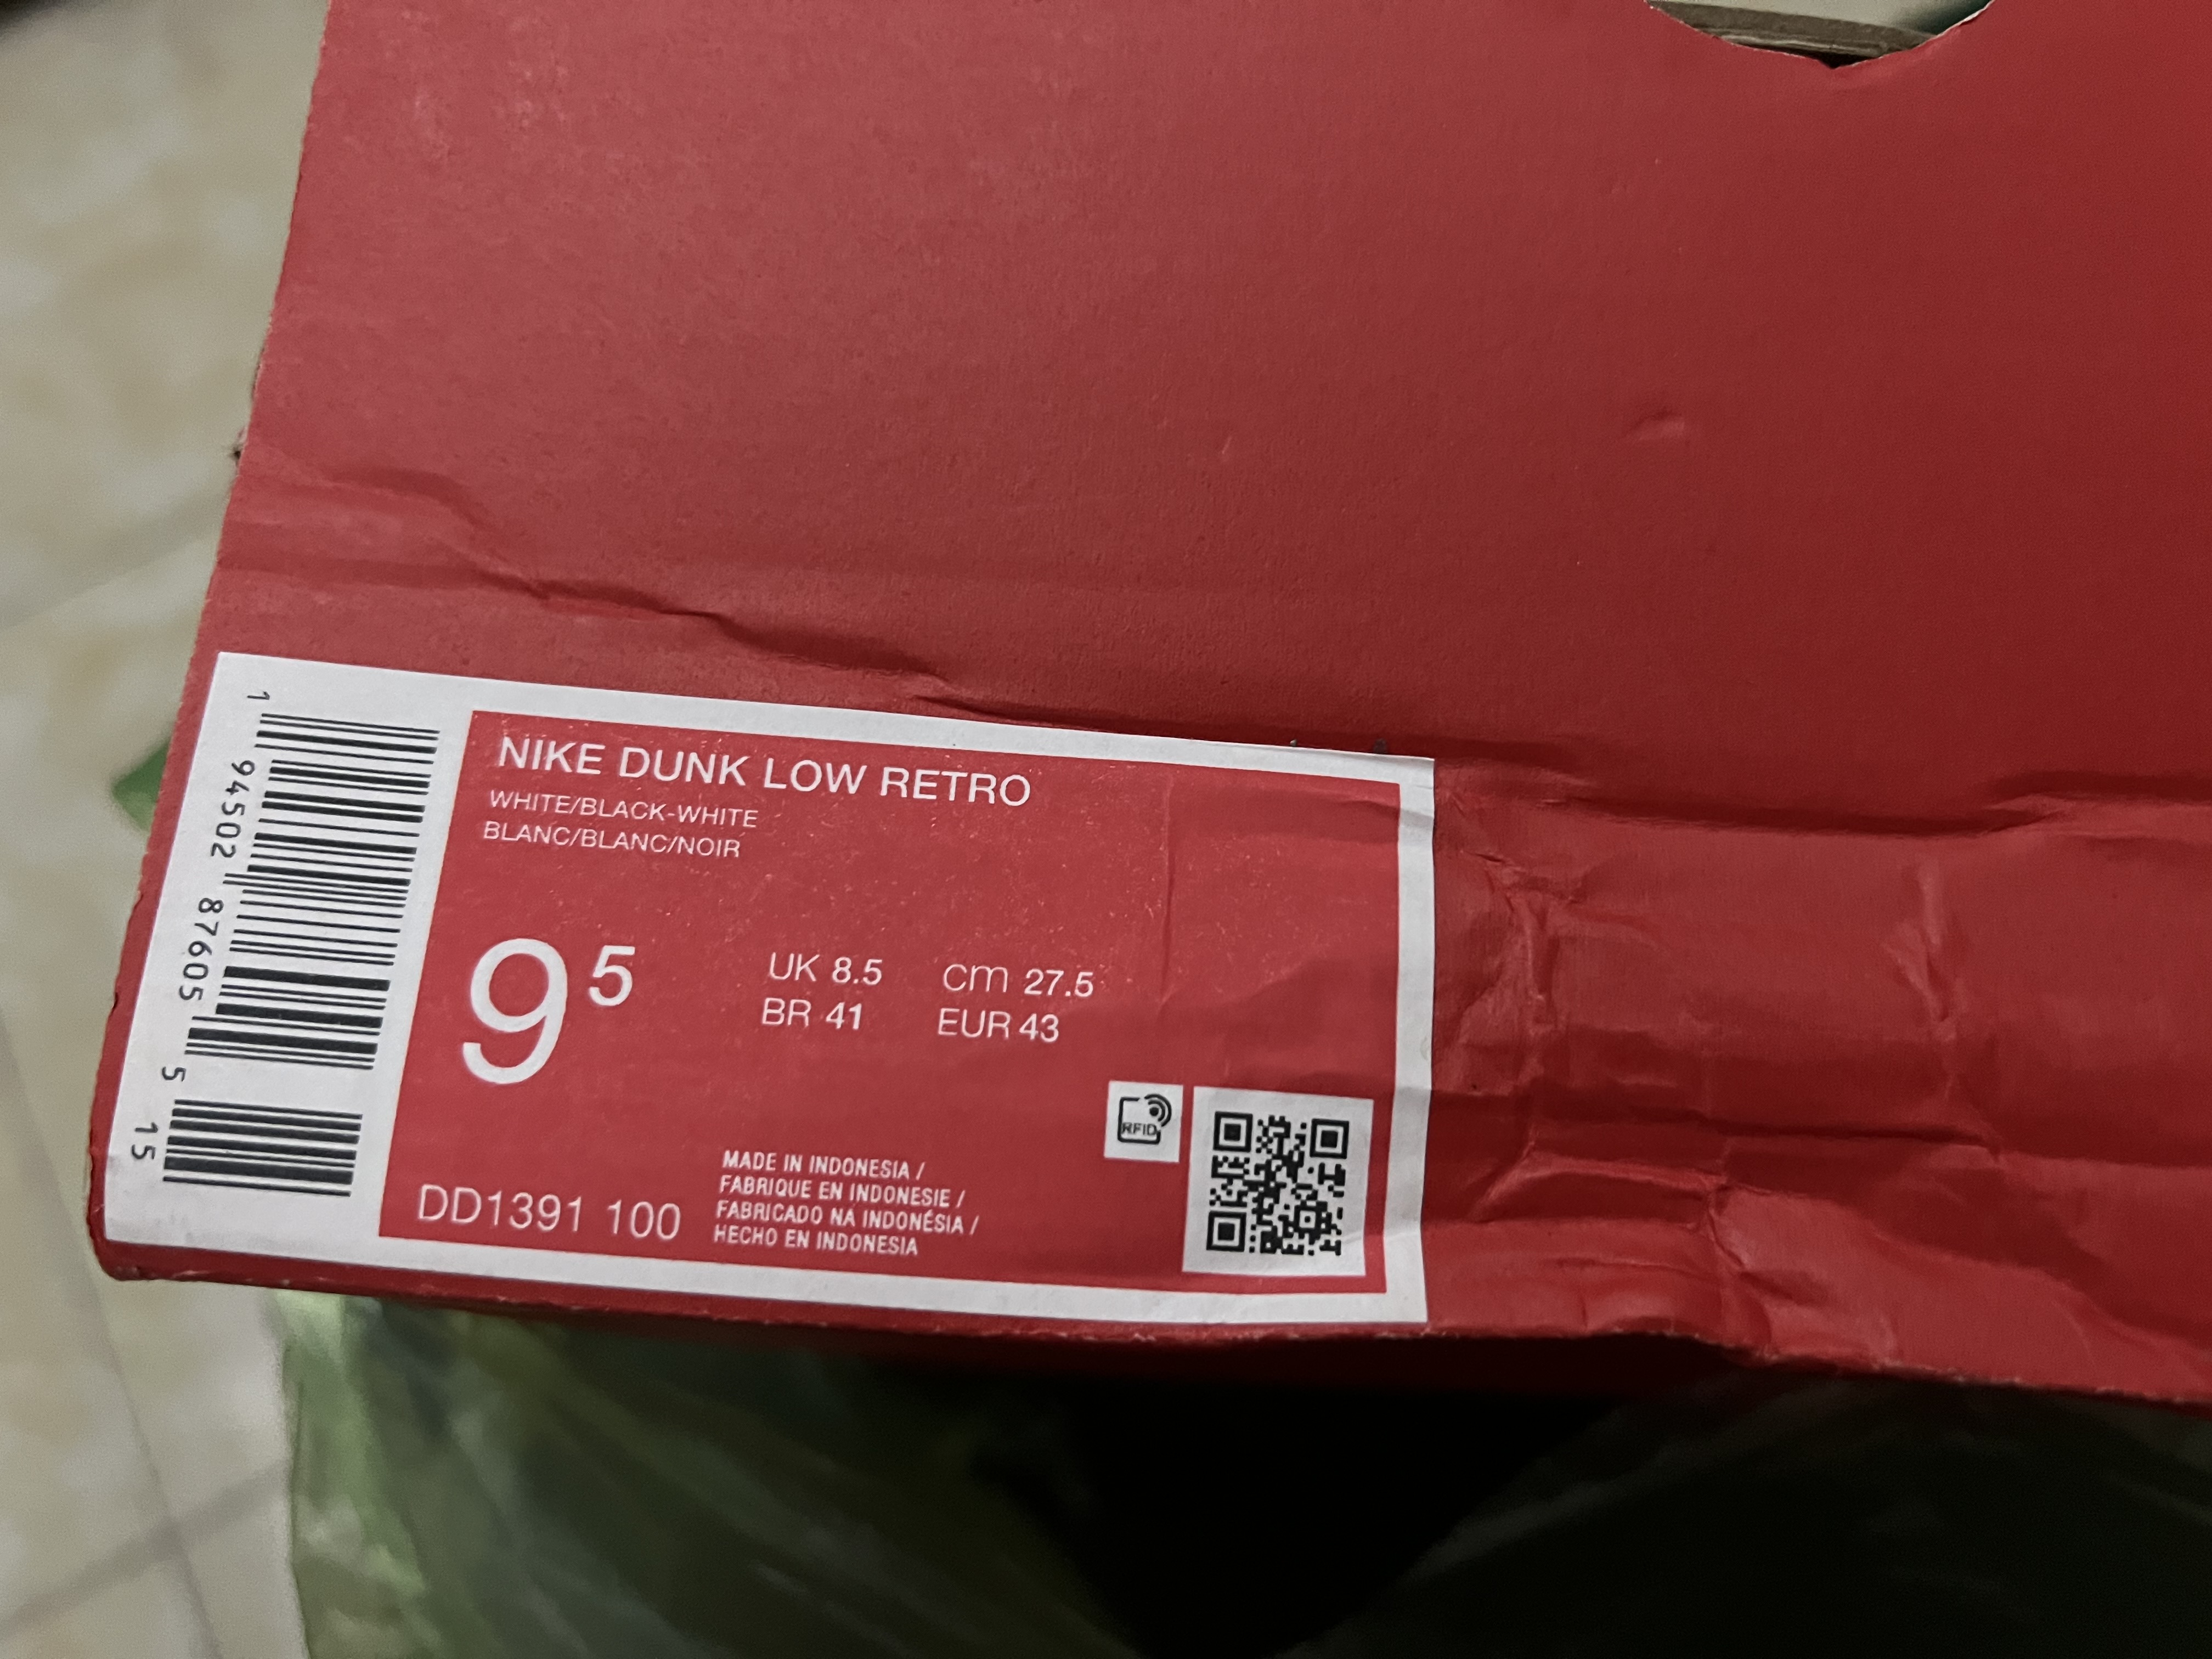 NIKE DUNK LOW RETRO
WHITE/BLACK-WHITE
BLANC/BLANC/NOIR
9 5
UK 8.5 cm 27.5
BR 41 EUR 43
RFID
DD1391 100
MADE IN INDONESIA /
FABRIQUE EN INDONESIE /
FABRICADO NA INDONÉSIA /
HECHO EN INDONESIA
1 94502 87605 5 15